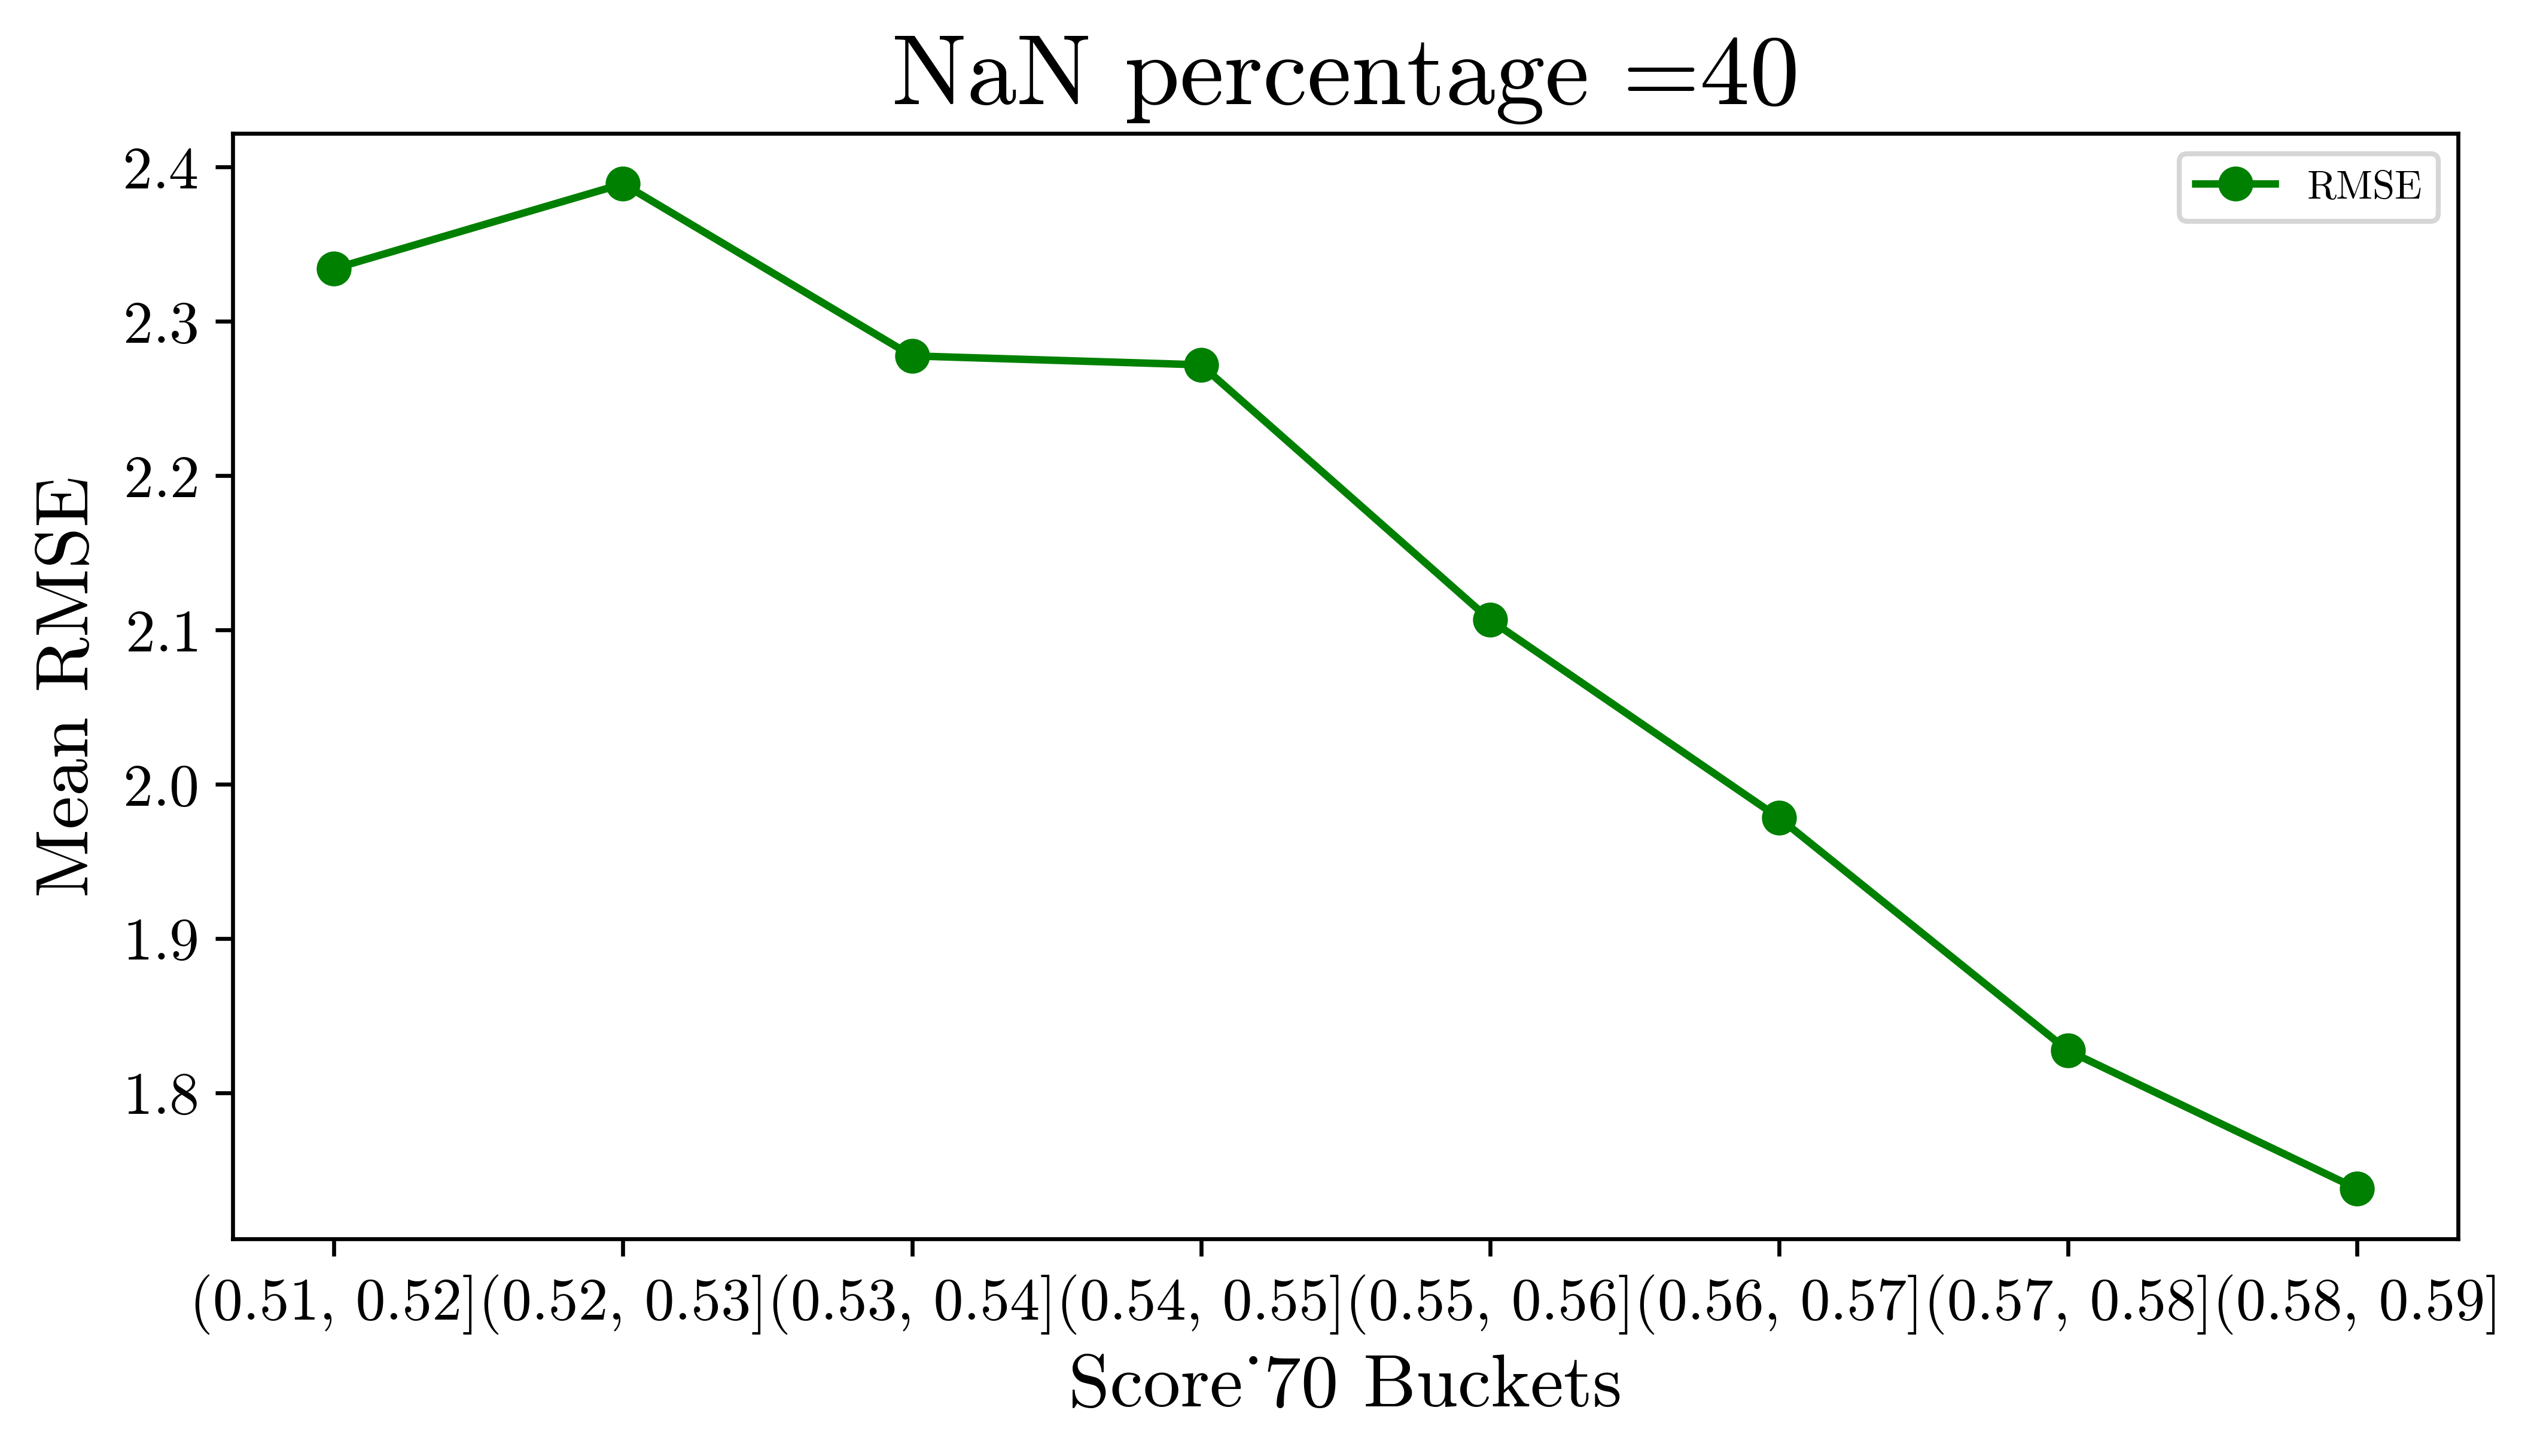 NaN percentage =40
RMSE
Mean RMSE
2.4
2.3
2.2
2.1
2.0
1.9
1.8
(0.51, 0.52](0.52, 0.53](0.53, 0.54](0.54, 0.55](0.55, 0.56](0.56, 0.57](0.57, 0.58](0.58, 0.59]
Score˙70 Buckets